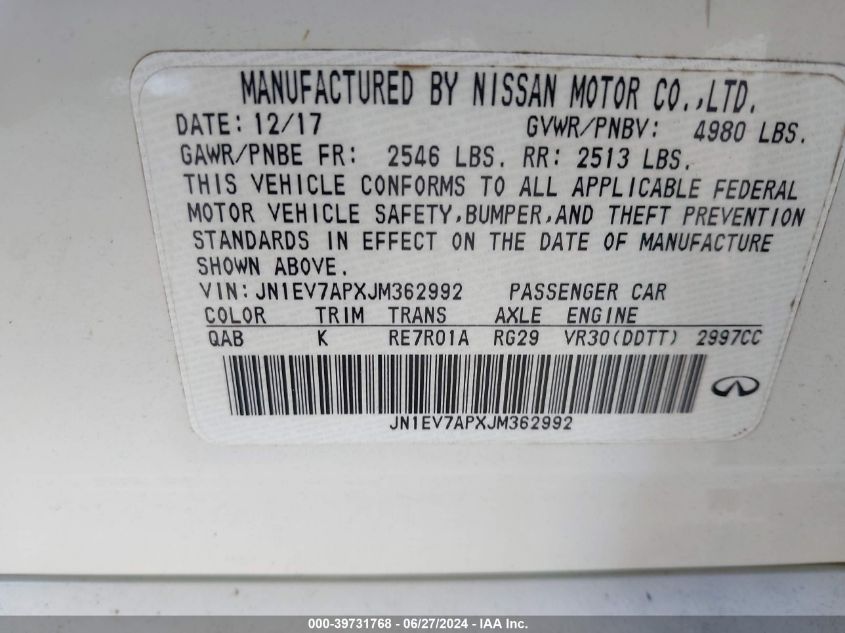 MANUFACTURED BY NISSAN MOTOR CO.,LTD.
DATE: 12/17 GVWR/PNBV: 4980 LBS.
GAWR/PNBE FR: 2546 LBS. RR: 2513 LBS.
THIS VEHICLE CONFORMS TO ALL APPLICABLE FEDERAL
MOTOR VEHICLE SAFETY,BUMPER,AND THEFT PREVENTION
STANDARDS IN EFFECT ON THE DATE OF MANUFACTURE
SHOWN ABOVE.
VIN: JN1EV7APXJM362992 PASSENGER CAR
COLOR TRIM TRANS AXLE ENGINE
QAB K RE7R01A RG29 VR30(DDTT) 2997CC
JN1EV7APXJM362992
000-39731768 - 06/27/2024 - IAA Inc.